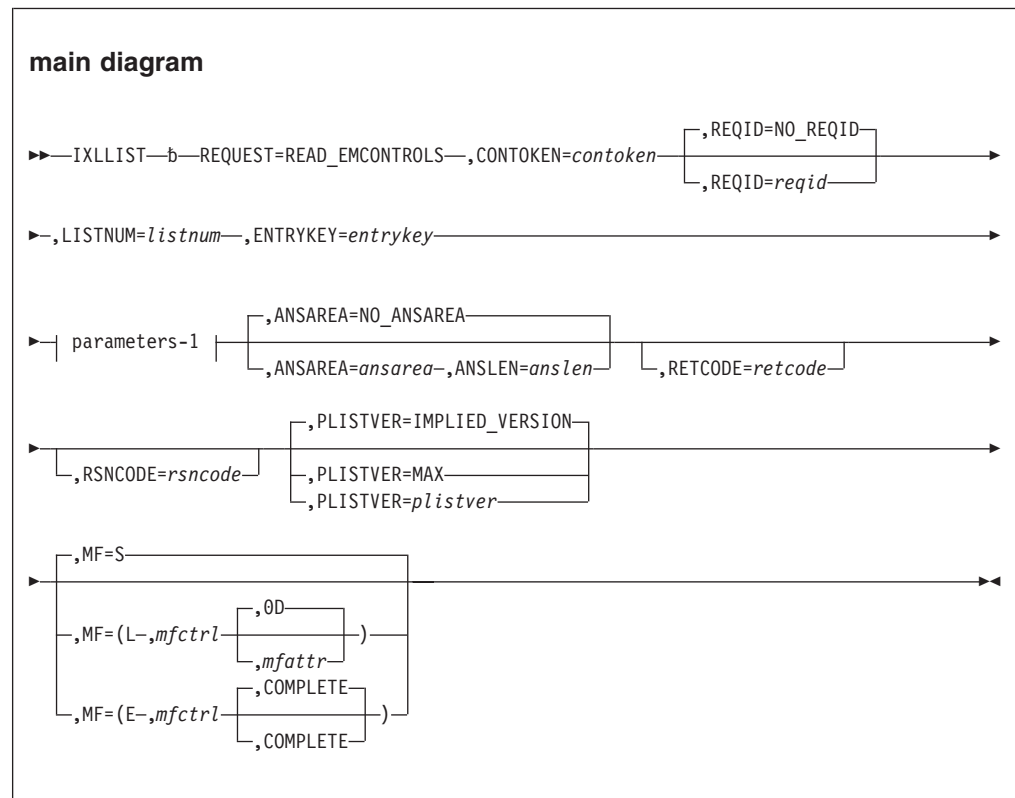 main diagram
,REQID=NO_REQID
IXLLIST ƀ REQUEST=READ_EMCONTROLS ,CONTOKEN=contoken
,REQID=reqid
,LISTNUM=listnum ,ENTRYKEY=entrykey
,ANSAREA=NO_ANSAREA
parameters-1
,ANSAREA=ansarea ,ANSLEN=anslen ,RETCODE=retcode
,PLISTVER=IMPLIED_VERSION
,RSNCODE=rsncode ,PLISTVER=MAX
,PLISTVER=plistver
,MF=S
,0D
,MF=(L ,mfctrl )
,mfattr
,COMPLETE
,MF=(E ,mfctrl )
,COMPLETE